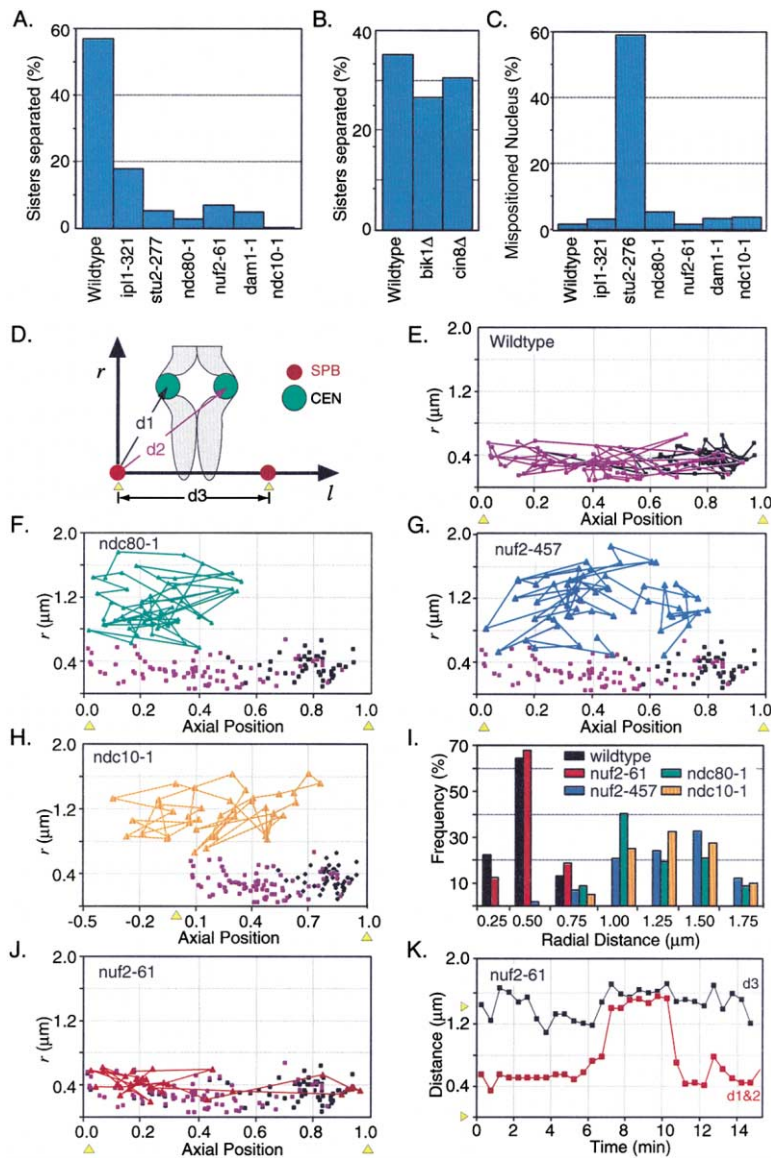 A.
Sisters separated (%)
60
40
20
0
Wildtype
ipl1-321
stu2-277
ndc80-1
nuf2-61
dam1-1
ndc10-1
B.
Sisters separated (%)
40
30
20
10
0
Wildtype
bik1Δ
cin8Δ
C.
Mispositioned Nucleus (%)
60
40
20
0
Wildtype
ipl1-321
stu2-276
ndc80-1
nuf2-61
dam1-1
ndc10-1
D.
r
SPB
CEN
d1
d2
d3
l
E.
Wildtype
2.0
1.2
0.4
r (μm)
0.0 0.2 0.4 0.6 0.8 1.0
Axial Position
F.
ndc80-1
2.0
1.2
0.4
r (μm)
0.0 0.2 0.4 0.6 0.8 1.0
Axial Position
G.
nuf2-457
2.0
1.2
0.4
r (μm)
0.0 0.2 0.4 0.6 0.8 1.0
Axial Position
H.
ndc10-1
2.0
1.2
0.4
r (μm)
-0.5 -0.3 0.1 0.4 0.7 1.0
Axial Position
I.
wildtype
nuf2-61
nuf2-457
ndc80-1
ndc10-1
Frequency (%)
70
50
30
10
0.25 0.50 0.75 1.00 1.25 1.50 1.75
Radial Distance (μm)
J.
nuf2-61
2.0
1.2
0.4
r (μm)
0.0 0.2 0.4 0.6 0.8 1.0
Axial Position
K.
nuf2-61
d3
d1&2
Distance (μm)
2.0
1.2
0.4
0 2 4 6 8 10 12 14
Time (min)